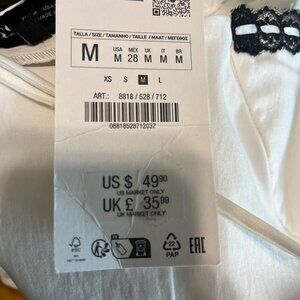 TALLA / SIZE / TAMANHO / TAILLE / MAAT / ΜΕΓΕΘΟΣ
M
USA MEX UK IT BR
M 28 M M M
XS S M L
ART.: 8818 / 528 / 712
08818528712037
US $ 49.90
US MARKET ONLY
UK £ 35.99
UK MARKET ONLY
FSC
22
PAP
EAC